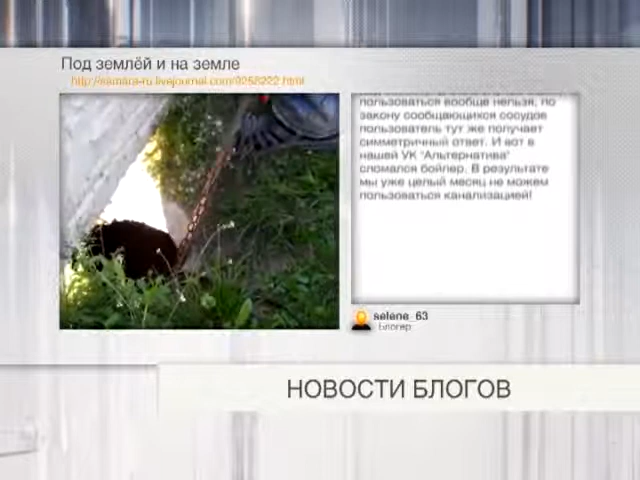 Под землёй и на земле
http://samara-ru.livejournal.com/9258222.html
пользоваться вообще нельзя, по
закону сообщающихся сосудов
пользователь тут же получает
симметричный ответ. И вот в
нашей УК "Альтернатива"
сломался бойлер. В результате
мы уже целый месяц не можем
пользоваться канализацией!
selene_63
Блогер
НОВОСТИ БЛОГОВ